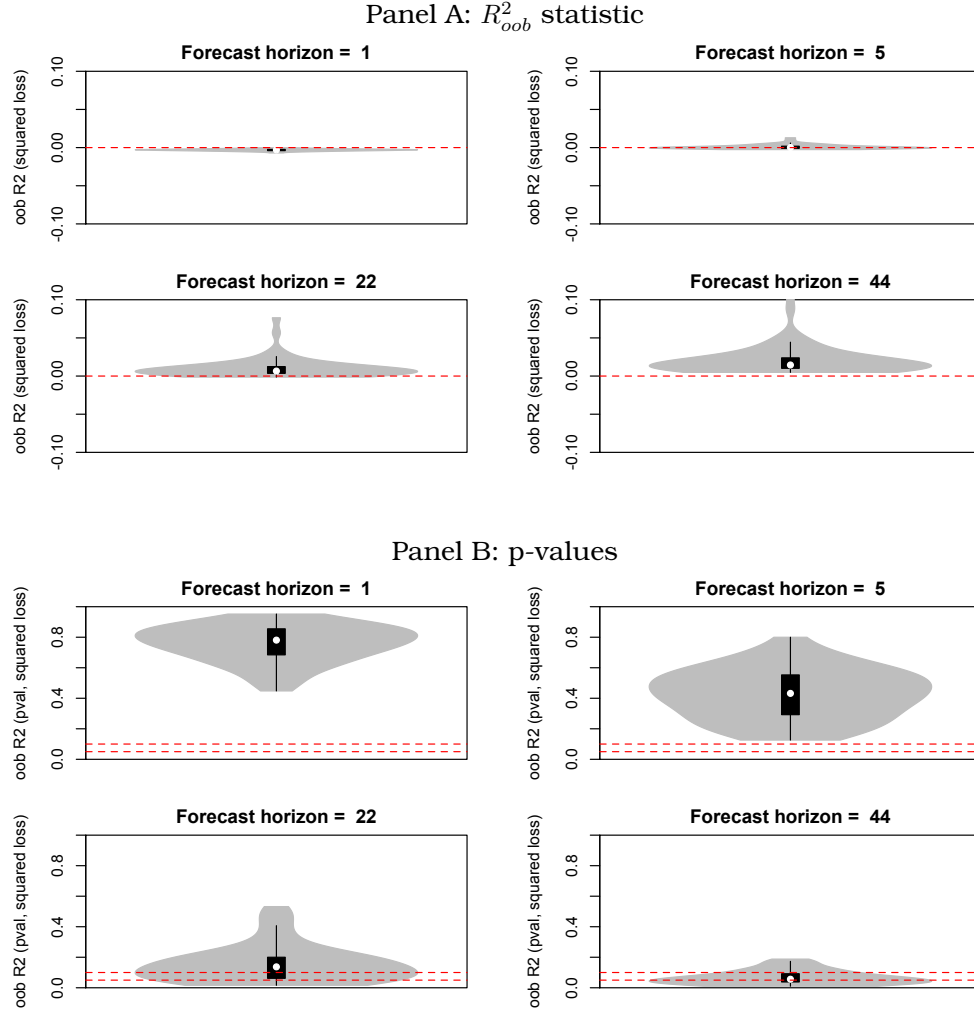 Panel A: R²oob statistic
Forecast horizon = 1
oob R2 (squared loss)
0.10
0.00
-0.10
Forecast horizon = 5
oob R2 (squared loss)
0.10
0.00
-0.10
Forecast horizon = 22
oob R2 (squared loss)
0.10
0.00
-0.10
Forecast horizon = 44
oob R2 (squared loss)
0.10
0.00
-0.10
Panel B: p-values
Forecast horizon = 1
oob R2 (pval, squared loss)
0.8
0.4
0.0
Forecast horizon = 5
oob R2 (pval, squared loss)
0.8
0.4
0.0
Forecast horizon = 22
oob R2 (pval, squared loss)
0.8
0.4
0.0
Forecast horizon = 44
oob R2 (pval, squared loss)
0.8
0.4
0.0